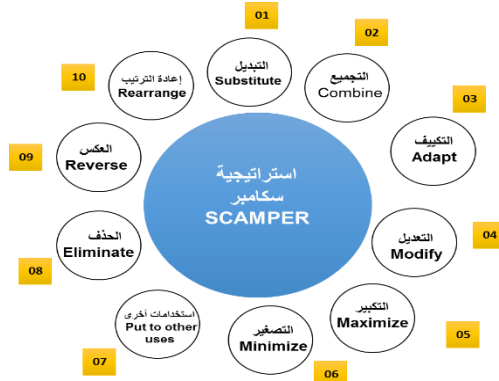 استراتيجية
سكامبر
SCAMPER
01
التبديل
Substitute
02
التجميع
Combine
03
التكييف
Adapt
04
التعديل
Modify
05
التكبير
Maximize
06
التصغير
Minimize
07
استخدامات أخرى
Put to other
uses
08
الحذف
Eliminate
09
العكس
Reverse
10
إعادة الترتيب
Rearrange